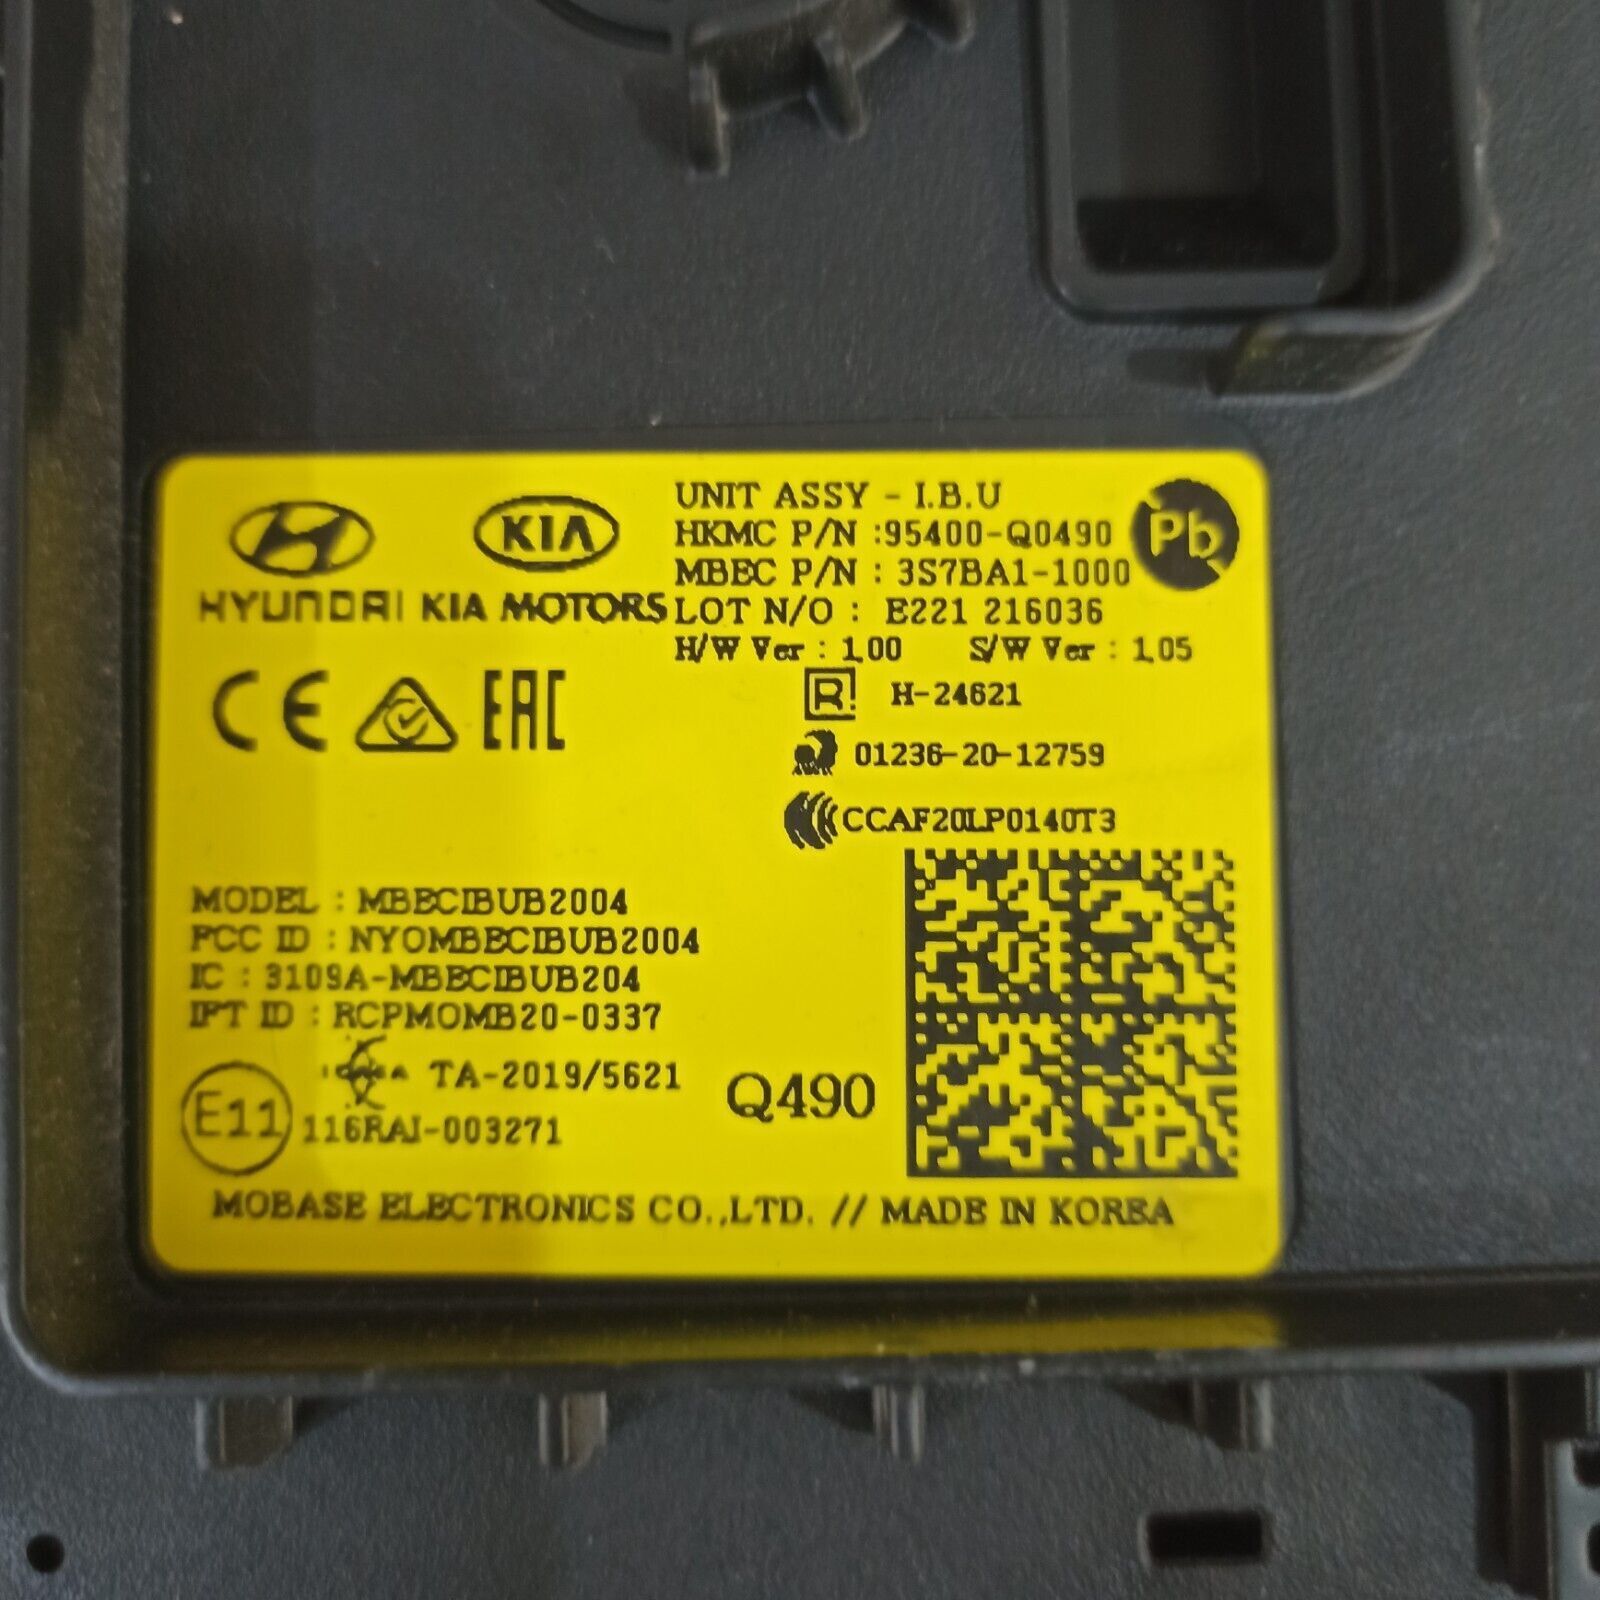 UNIT ASSY - I.B.U
HKMC P/N :95400-Q0490
Pb
MBEC P/N : 3S7BA1-1000
KIA
HYUNDAI KIA MOTORS
LOT N/O : E221 216036
H/W Ver : 1.00 S/W Ver : 1.05
CE EAC
R H-24621
01236-20-12759
CCAF20LP0140T3
MODEL : MBECIBUB2004
FCC ID : NYOMBECIBUB2004
IC : 3109A-MBECIBUB204
IFT ID : RCPMOMB20-0337
TA-2019/5621
Q490
E11 116RAI-003271
MOBASE ELECTRONICS CO.,LTD. // MADE IN KOREA